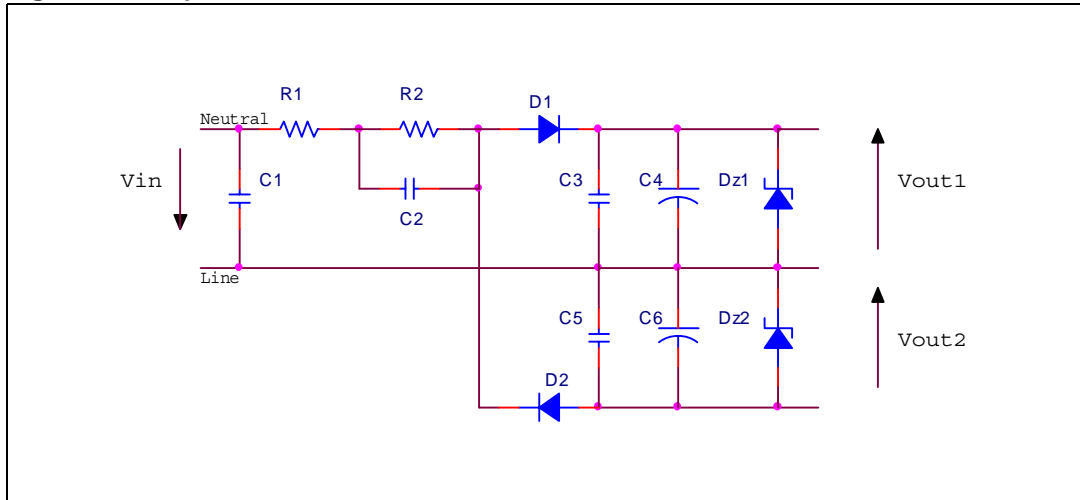 R1
R2
D1
Neutral
Vin
C1
C2
C3
C4
Dz1
Vout1
Line
C5
C6
Dz2
Vout2
D2